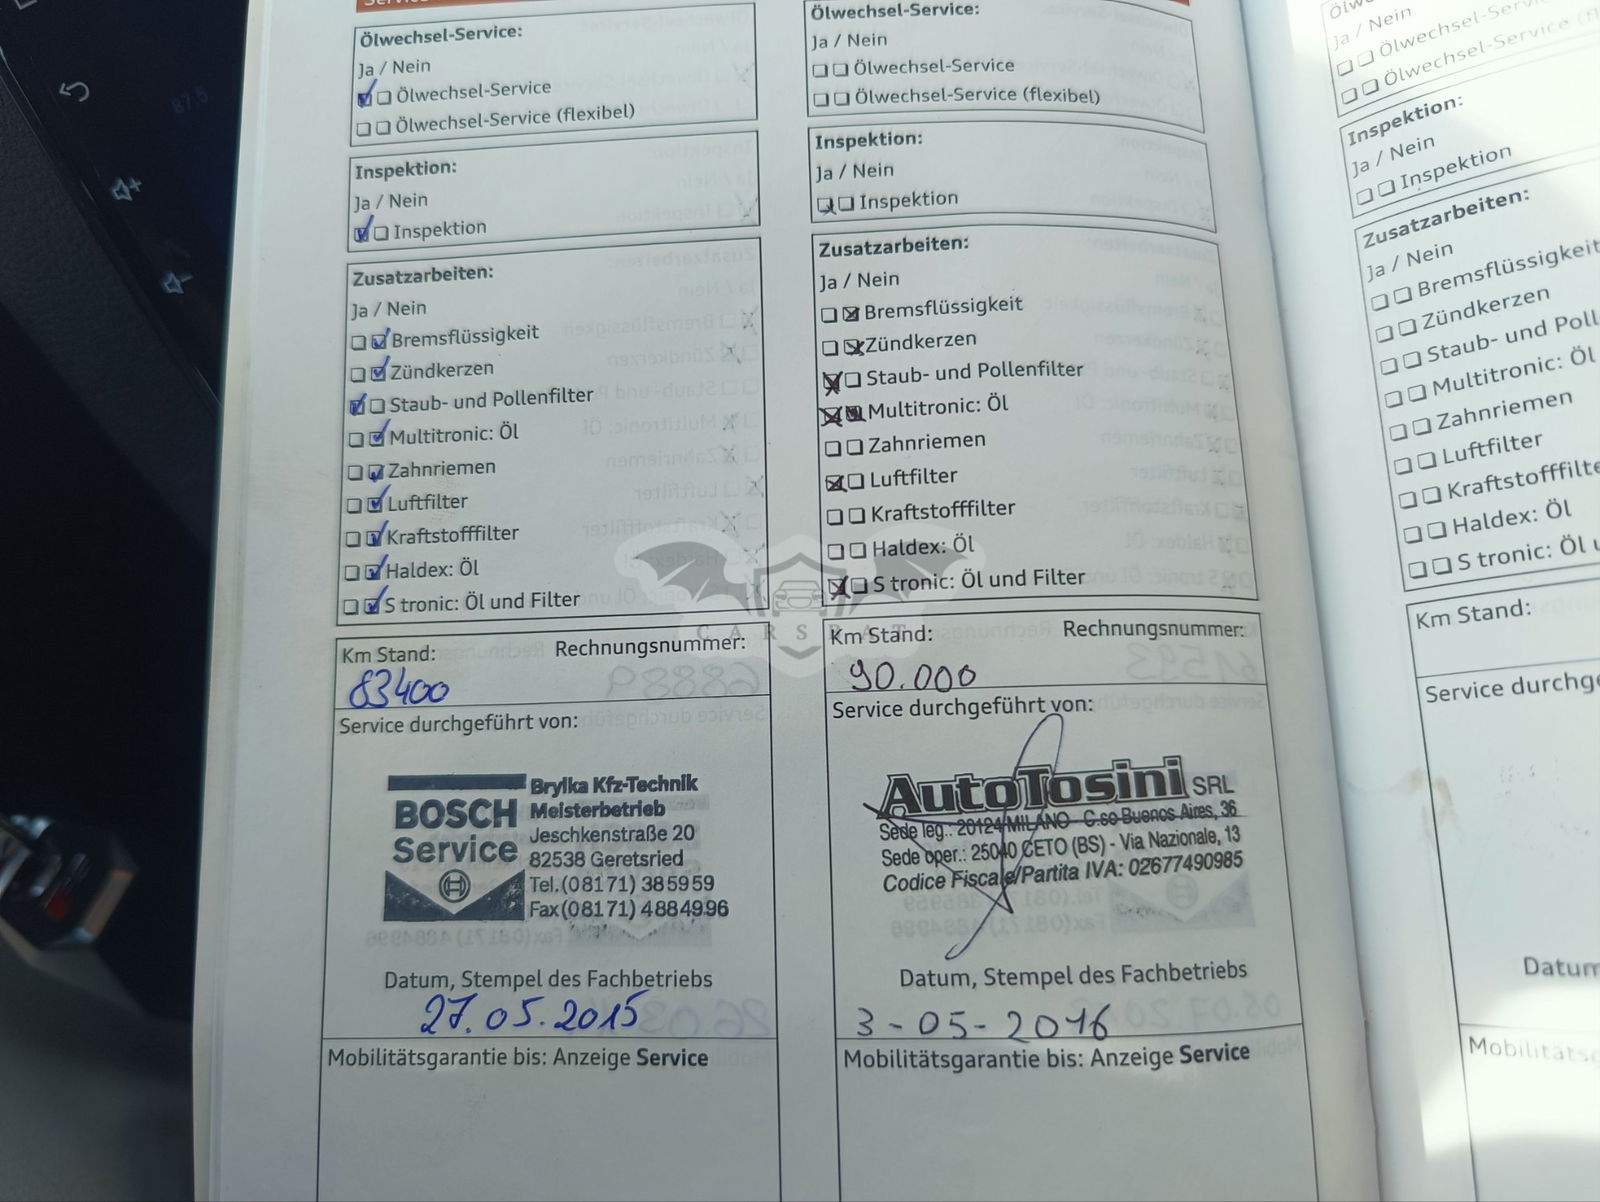 Ölwechsel-Service:
Ja / Nein
Ölwechsel-Service
Ölwechsel-Service (flexibel)
Inspektion:
Ja / Nein
Inspektion
Zusatzarbeiten:
Ja / Nein
Bremsflüssigkeit
Zündkerzen
Staub- und Pollenfilter
Multitronic: Öl
Zahnriemen
Luftfilter
Kraftstofffilter
Haldex: Öl
S tronic: Öl und Filter
Km Stand:
Rechnungsnummer:
83400
Service durchgeführt von:
BOSCH
Service
Brylka Kfz-Technik
Meisterbetrieb
Jeschkenstraße 20
82538 Geretsried
Tel.(08171) 385959
Fax(08171) 4884996
Datum, Stempel des Fachbetriebs
27.05.2015
Mobilitätsgarantie bis: Anzeige Service
Ölwechsel-Service:
Ja / Nein
Ölwechsel-Service
Ölwechsel-Service (flexibel)
Inspektion:
Ja / Nein
Inspektion
Zusatzarbeiten:
Ja / Nein
Bremsflüssigkeit
Zündkerzen
Staub- und Pollenfilter
Multitronic: Öl
Zahnriemen
Luftfilter
Kraftstofffilter
Haldex: Öl
S tronic: Öl und Filter
CARSBAT
Km Stand:
Rechnungsnummer:
90.000
Service durchgeführt von:
AutoTosini SRL
Sede leg.: 20124 MILANO - C.so Buenos Aires, 36
Sede oper.: 25040 CETO (BS) - Via Nazionale, 13
Codice Fiscale/Partita IVA: 02677490985
Datum, Stempel des Fachbetriebs
3-05-2016
Mobilitätsgarantie bis: Anzeige Service
Ja / Nein
Ölwechsel-Service
Inspektion:
Ja / Nein
Inspektion
Zusatzarbeiten:
Ja / Nein
Bremsflüssigkeit
Zündkerzen
Staub- und
Multitronic: Öl
Zahnriemen
Luftfilter
Haldex: Öl
S tronic: Öl
Km Stand:
Service